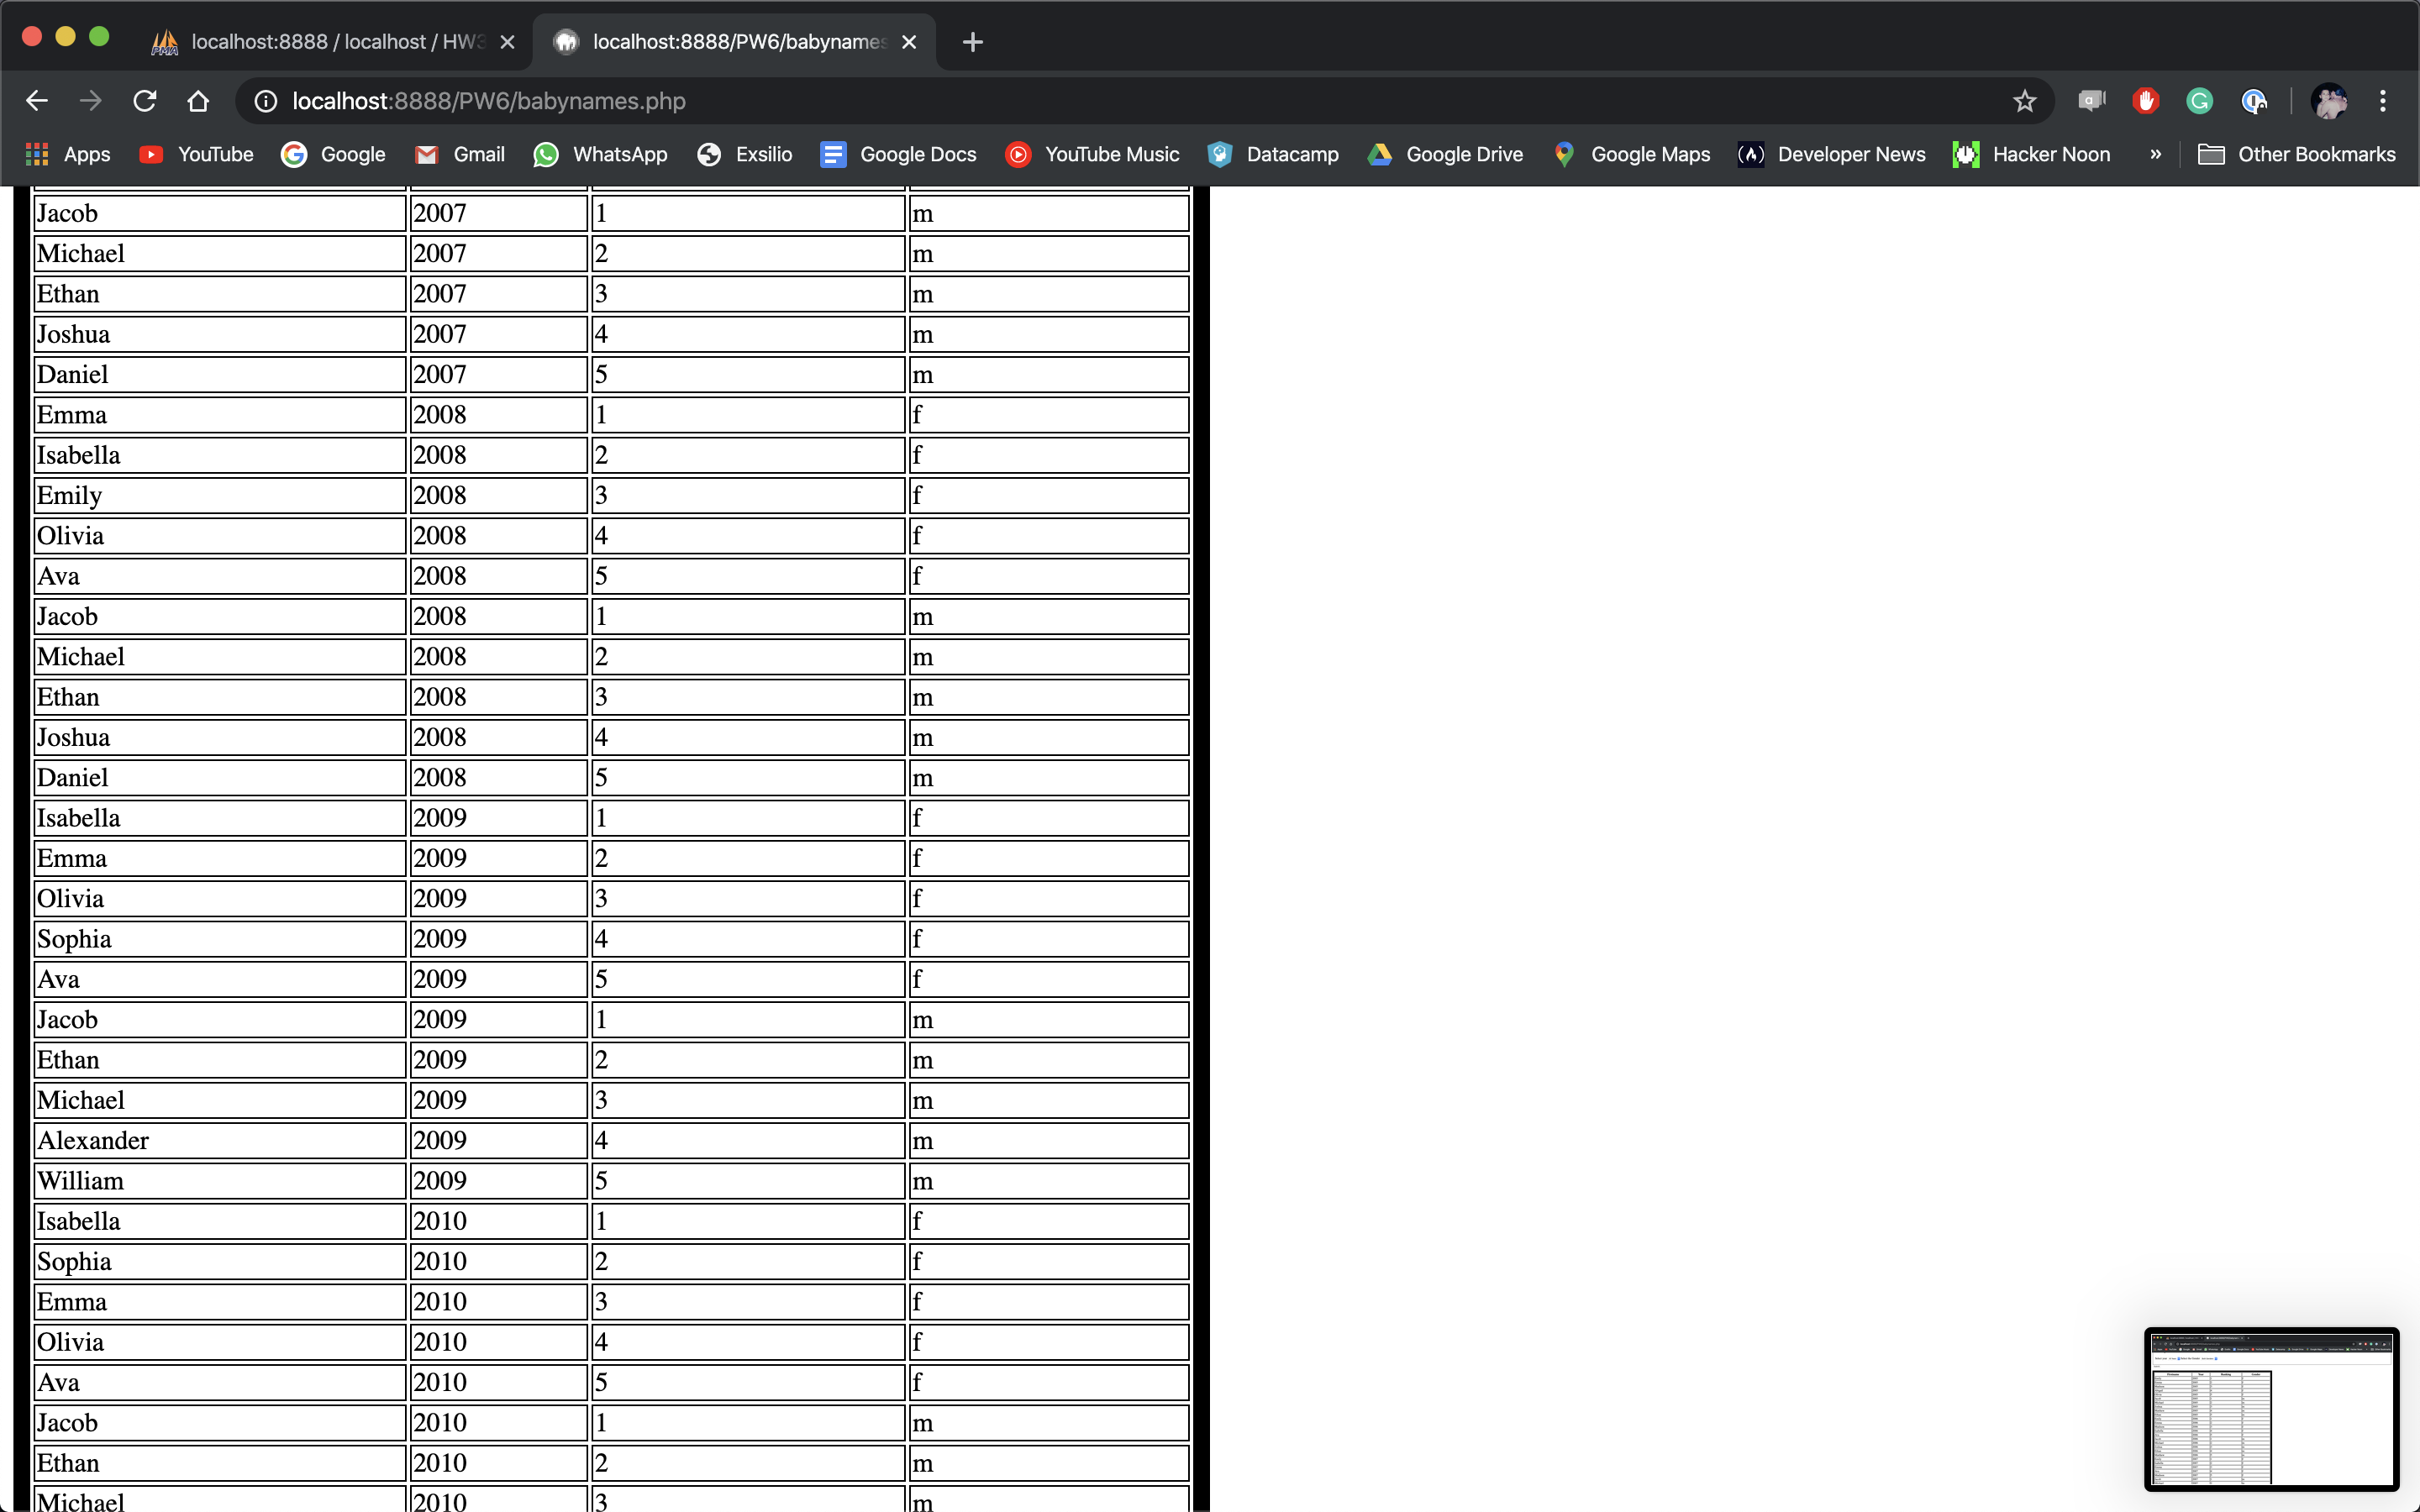 localhost:8888 / localhost / HW3
localhost:8888/PW6/babynames
localhost:8888/PW6/babynames.php
Apps YouTube Google Gmail WhatsApp Exsilio Google Docs YouTube Music Datacamp Google Drive Google Maps Developer News Hacker Noon » Other Bookmarks
Jacob 2007 1 m
Michael 2007 2 m
Ethan 2007 3 m
Joshua 2007 4 m
Daniel 2007 5 m
Emma 2008 1 f
Isabella 2008 2 f
Emily 2008 3 f
Olivia 2008 4 f
Ava 2008 5 f
Jacob 2008 1 m
Michael 2008 2 m
Ethan 2008 3 m
Joshua 2008 4 m
Daniel 2008 5 m
Isabella 2009 1 f
Emma 2009 2 f
Olivia 2009 3 f
Sophia 2009 4 f
Ava 2009 5 f
Jacob 2009 1 m
Ethan 2009 2 m
Michael 2009 3 m
Alexander 2009 4 m
William 2009 5 m
Isabella 2010 1 f
Sophia 2010 2 f
Emma 2010 3 f
Olivia 2010 4 f
Ava 2010 5 f
Jacob 2010 1 m
Ethan 2010 2 m
Michael 2010 3 m